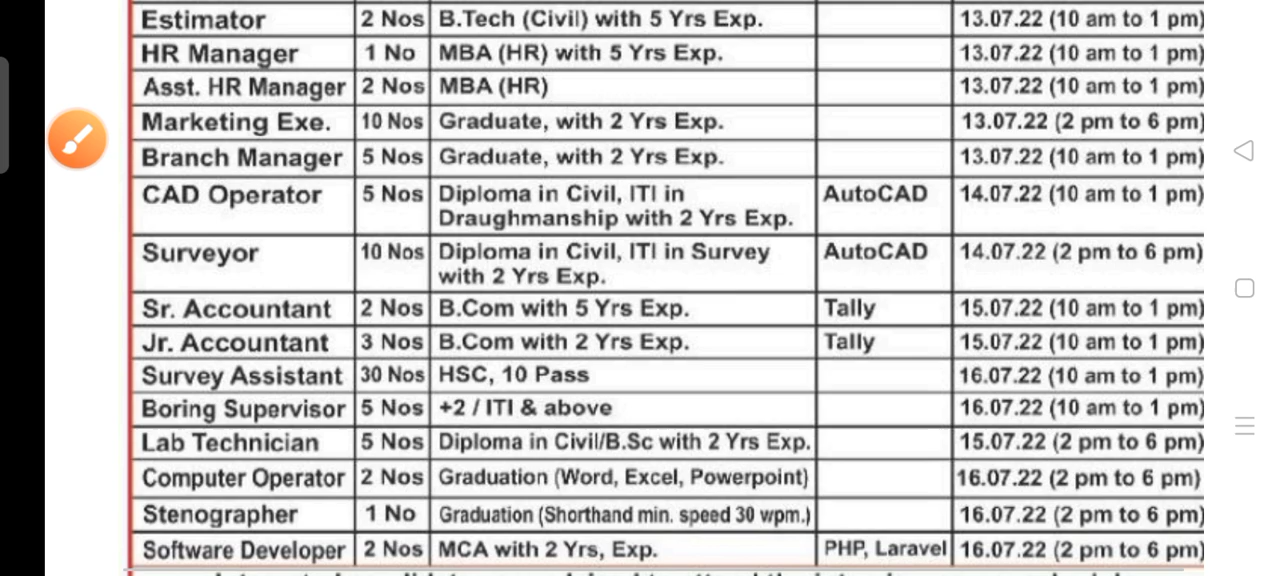 Estimator 2 Nos B.Tech (Civil) with 5 Yrs Exp. 13.07.22 (10 am to 1 pm)
HR Manager 1 No MBA (HR) with 5 Yrs Exp. 13.07.22 (10 am to 1 pm)
Asst. HR Manager 2 Nos MBA (HR) 13.07.22 (10 am to 1 pm)
Marketing Exe. 10 Nos Graduate, with 2 Yrs Exp. 13.07.22 (2 pm to 6 pm)
Branch Manager 5 Nos Graduate, with 2 Yrs Exp. 13.07.22 (10 am to 1 pm)
CAD Operator 5 Nos Diploma in Civil, ITI in AutoCAD 14.07.22 (10 am to 1 pm)
Draughmanship with 2 Yrs Exp.
Surveyor 10 Nos Diploma in Civil, ITI in Survey AutoCAD 14.07.22 (2 pm to 6 pm)
with 2 Yrs Exp.
Sr. Accountant 2 Nos B.Com with 5 Yrs Exp. Tally 15.07.22 (10 am to 1 pm)
Jr. Accountant 3 Nos B.Com with 2 Yrs Exp. Tally 15.07.22 (10 am to 1 pm)
Survey Assistant 30 Nos HSC, 10 Pass 16.07.22 (10 am to 1 pm)
Boring Supervisor 5 Nos +2 / ITI & above 16.07.22 (10 am to 1 pm)
Lab Technician 5 Nos Diploma in Civil/B.Sc with 2 Yrs Exp. 15.07.22 (2 pm to 6 pm)
Computer Operator 2 Nos Graduation (Word, Excel, Powerpoint) 16.07.22 (2 pm to 6 pm)
Stenographer 1 No Graduation (Shorthand min. speed 30 wpm.) 16.07.22 (2 pm to 6 pm)
Software Developer 2 Nos MCA with 2 Yrs, Exp. PHP, Laravel 16.07.22 (2 pm to 6 pm)